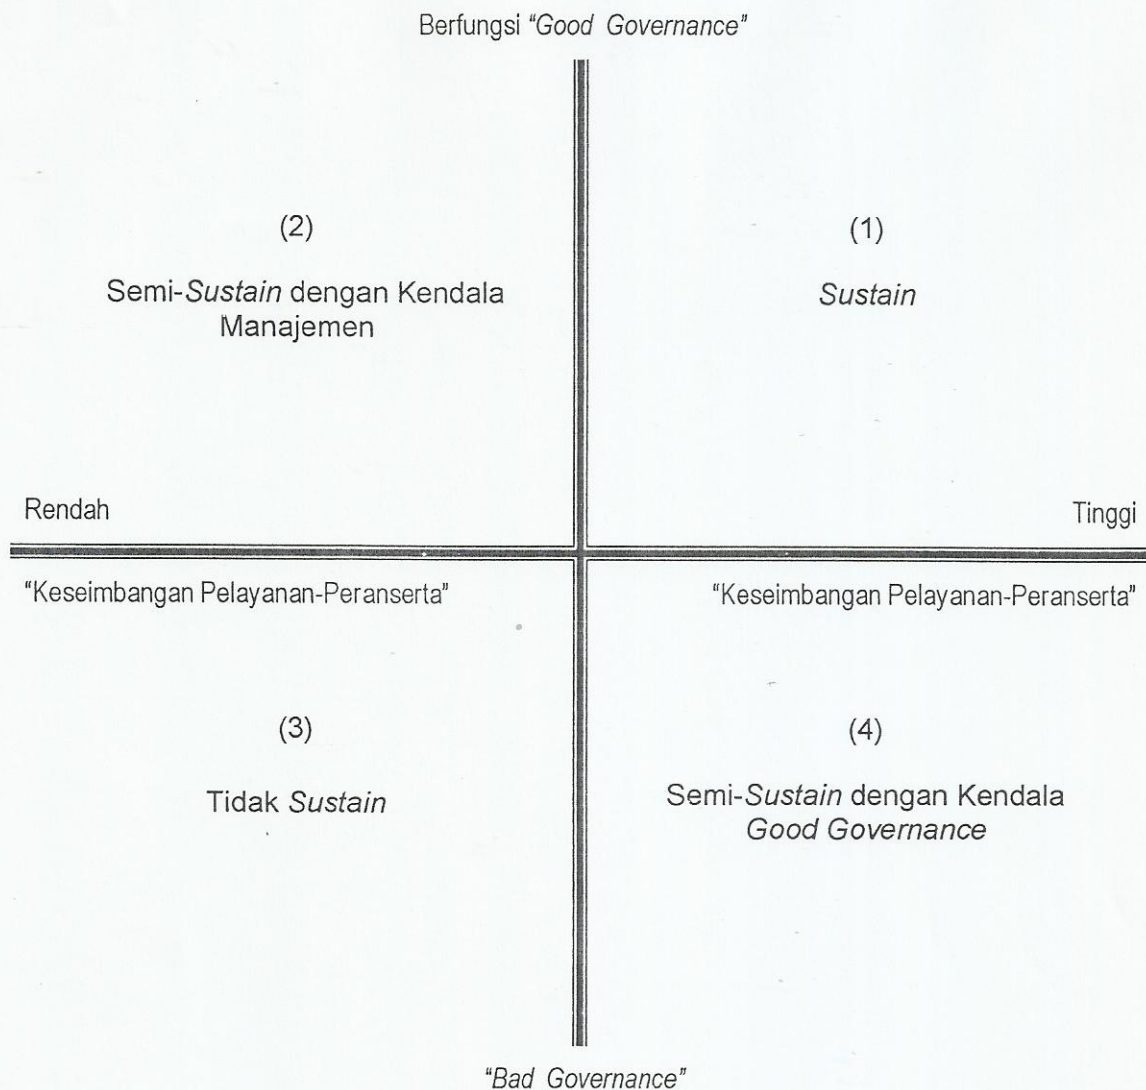 Berfungsi “Good Governance”
(2)
Semi-Sustain dengan Kendala
Manajemen
(1)
Sustain
Rendah
Tinggi
“Keseimbangan Pelayanan-Peranserta”
“Keseimbangan Pelayanan-Peranserta”
(3)
Tidak Sustain
(4)
Semi-Sustain dengan Kendala
Good Governance
“Bad Governance”